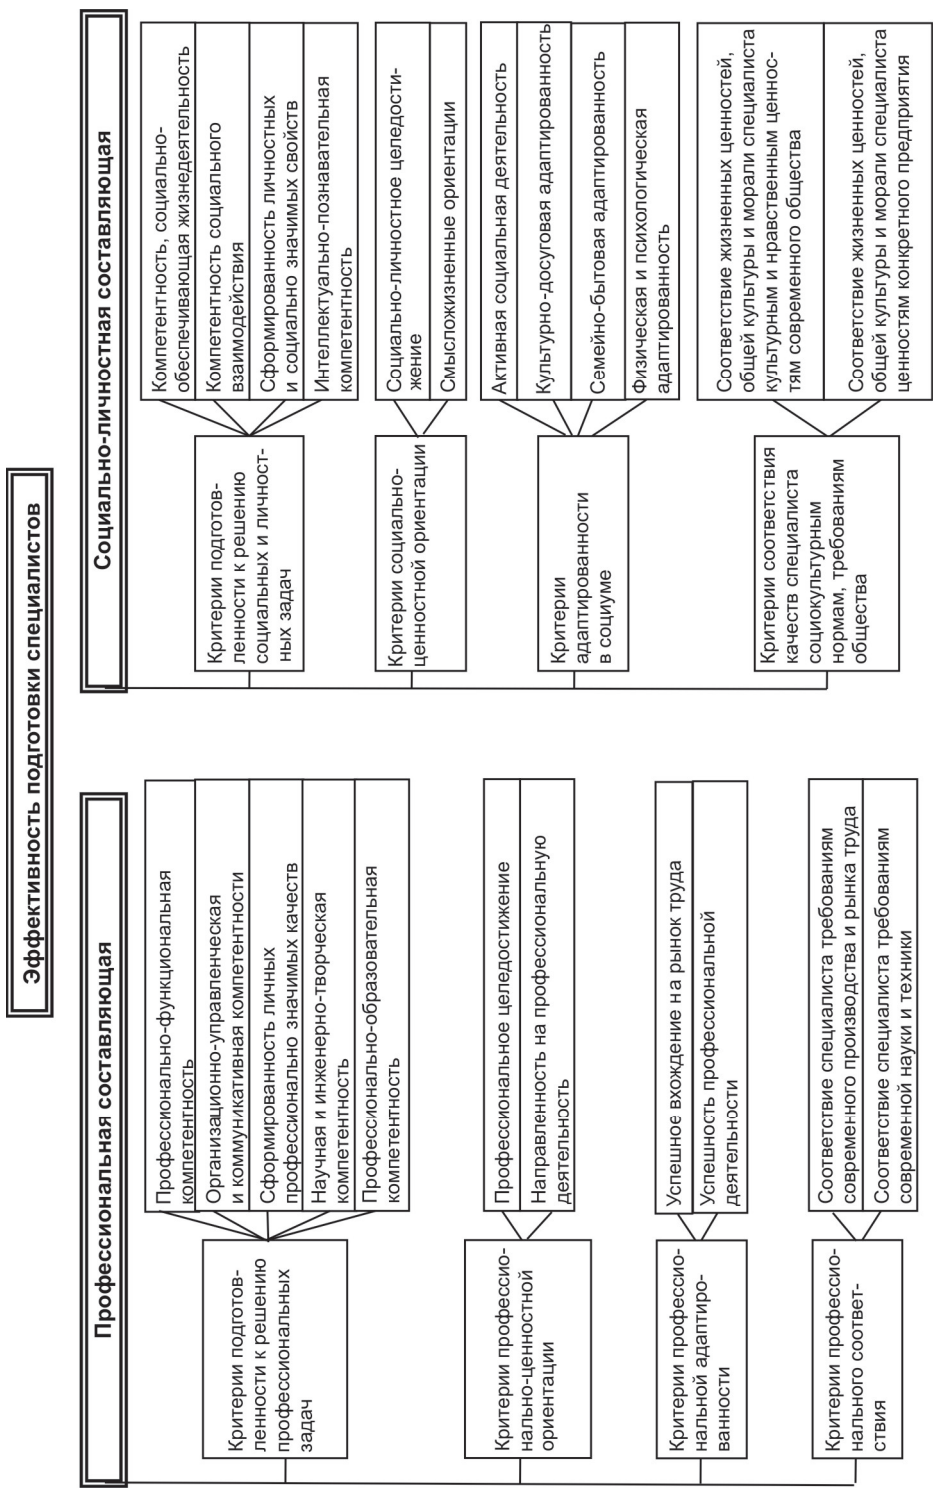 Эффективность подготовки специалистов
Профессиональная составляющая
Критерии подготов-
ленности к решению
профессиональных
задач
Профессионально-функциональная
компетентность
Организационно-управленческая
и коммуникативная компетентности
Сформированность личных
профессионально значимых качеств
Научная и инженерно-творческая
компетентность
Профессионально-образовательная
компетентность
Критерии профессио-
нально-ценностной
ориентации
Профессиональное целедостижение
Направленность на профессиональную
деятельность
Критерии профессио-
нальной адаптиро-
ванности
Успешное вхождение на рынок труда
Успешность профессиональной
деятельности
Критерии профессио-
нального соответ-
ствия
Соответствие специалиста требованиям
современного производства и рынка труда
Соответствие специалиста требованиям
современной науки и техники
Социально-личностная составляющая
Критерии подготов-
ленности к решению
социальных и личност-
ных задач
Компетентность, социально-
обеспечивающая жизнедеятельность
Компетентность социального
взаимодействия
Сформированность личностных
и социально значимых свойств
Интеллектуально-познавательная
компетентность
Критерии социально-
ценностной ориентации
Социально-личностное целедости-
жение
Смысложизненные ориентации
Критерии
адаптированности
в социуме
Активная социальная деятельность
Культурно-досуговая адаптированность
Семейно-бытовая адаптированность
Физическая и психологическая
адаптированность
Критерии соответствия
качеств специалиста
социокультурным
нормам, требованиям
общества
Соответствие жизненных ценностей,
общей культуры и морали специалиста
культурным и нравственным ценнос-
тям современного общества
Соответствие жизненных ценностей,
общей культуры и морали специалиста
ценностям конкретного предприятия